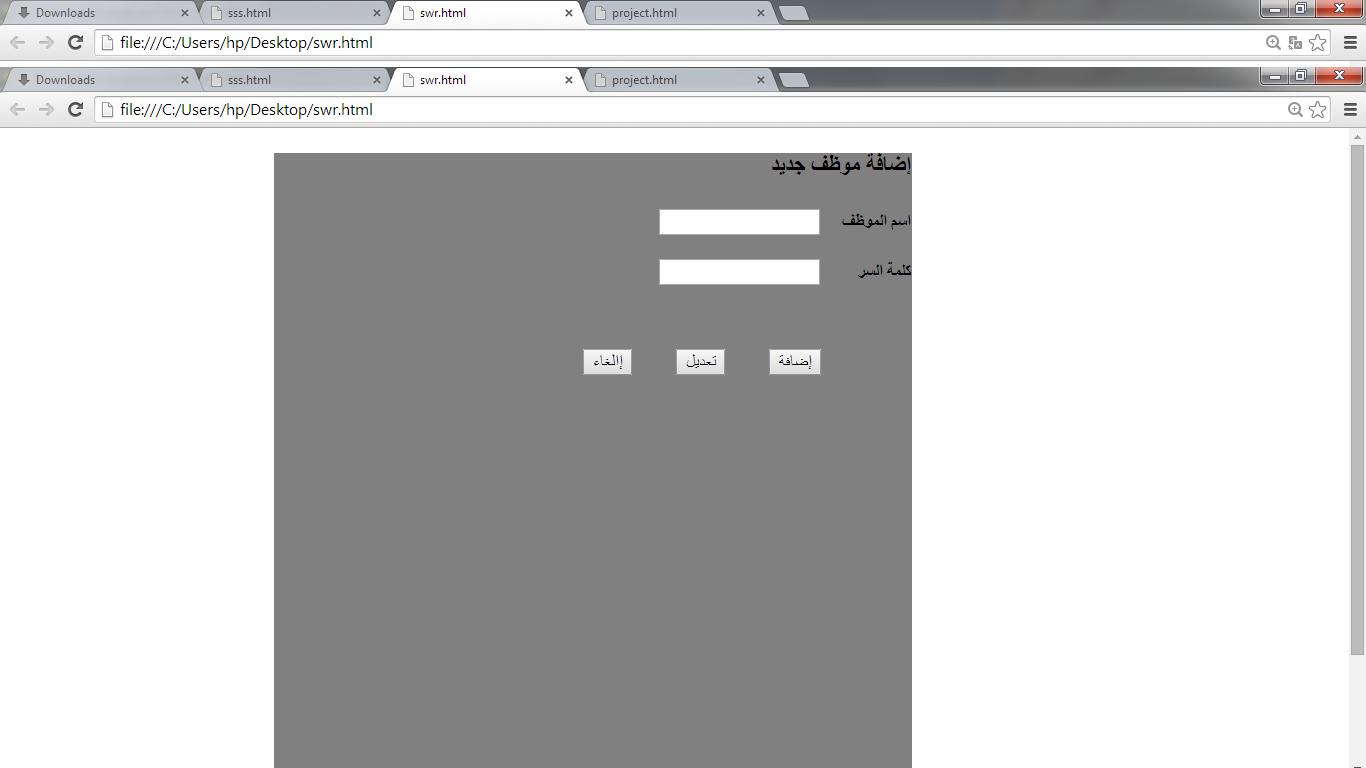 Downloads sss.html swr.html project.html
file:///C:/Users/hp/Desktop/swr.html
Downloads sss.html swr.html project.html
file:///C:/Users/hp/Desktop/swr.html
إضافة موظف جديد
اسم الموظف
كلمة السر
إضافة تعديل إالغاء